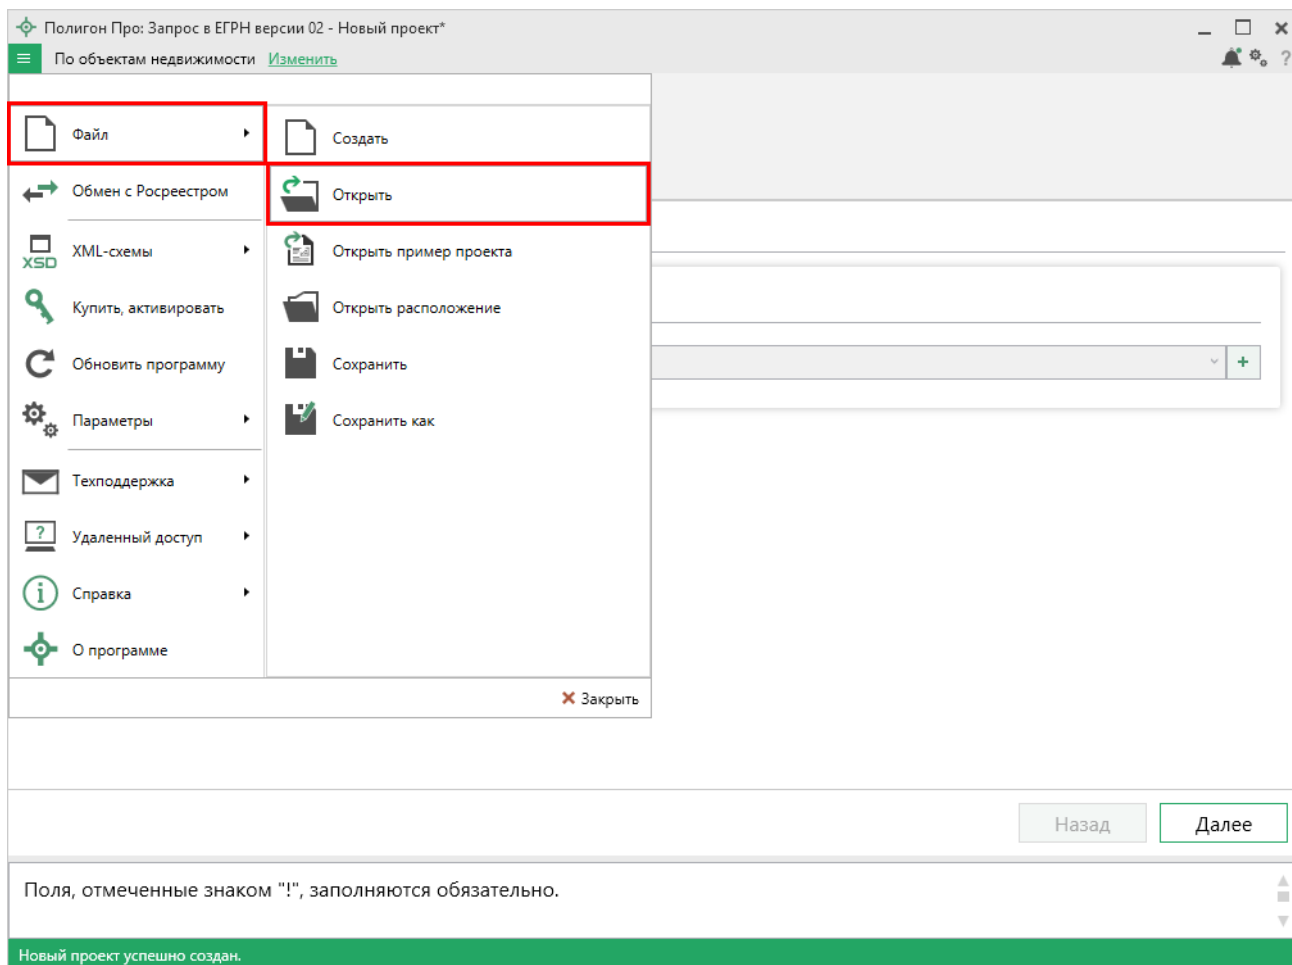 Полигон Про: Запрос в ЕГРН версии 02 - Новый проект*
По объектам недвижимости Изменить
Файл
Создать
Обмен с Росреестром
Открыть
XSD XML-схемы
Открыть пример проекта
Купить, активировать
Открыть расположение
Обновить программу
Сохранить
Параметры
Сохранить как
Техподдержка
Удаленный доступ
Справка
О программе
Закрыть
Назад
Далее
Поля, отмеченные знаком "!", заполняются обязательно.
Новый проект успешно создан.